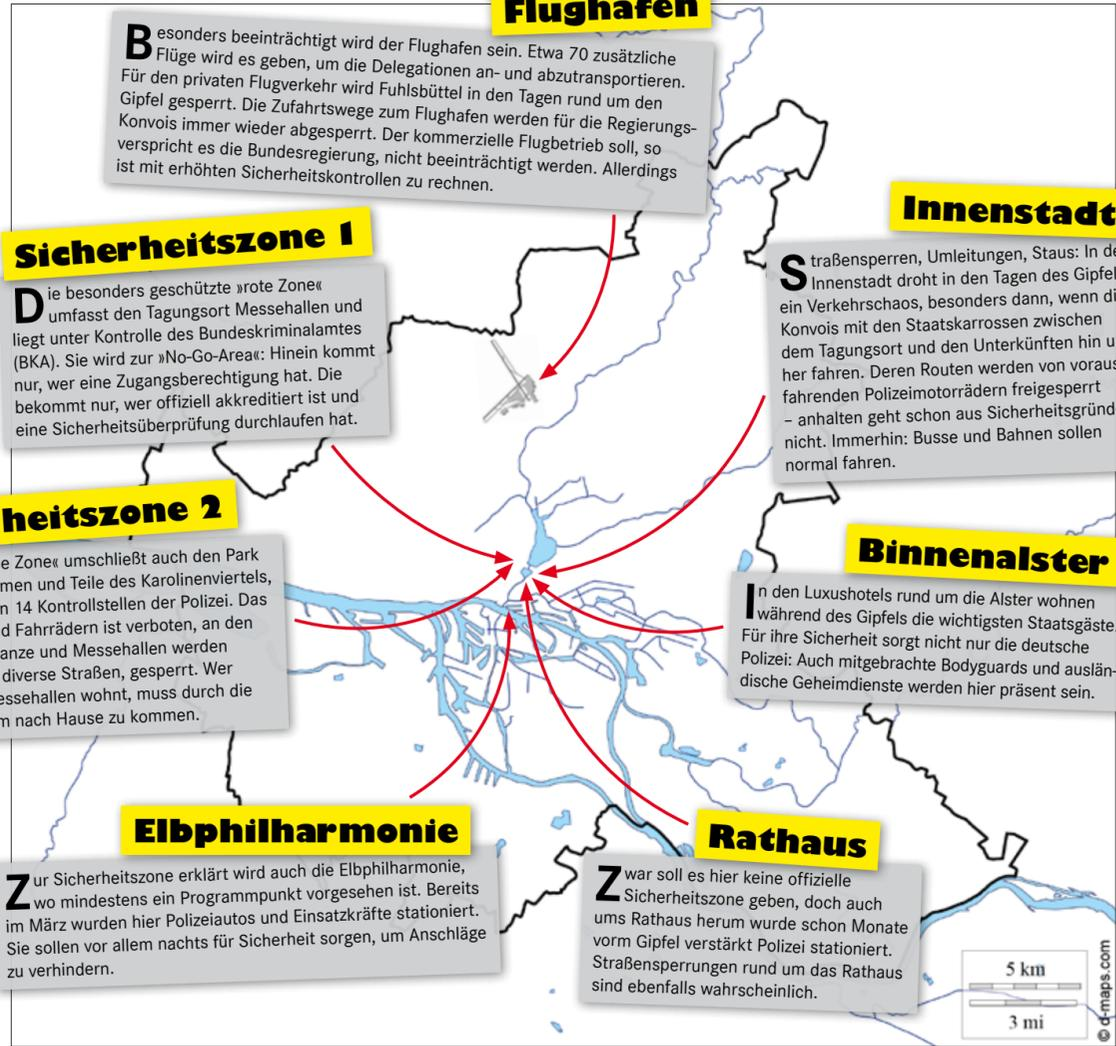 Flughafen
Besonders beeinträchtigt wird der Flughafen sein. Etwa 70 zusätzliche
Flüge wird es geben, um die Delegationen an- und abzutransportieren.
Für den privaten Flugverkehr wird Fuhlsbüttel in den Tagen rund um den
Gipfel gesperrt. Die Zufahrtswege zum Flughafen werden für die Regierungs-
Konvois immer wieder abgesperrt. Der kommerzielle Flugbetrieb soll, so
verspricht es die Bundesregierung, nicht beeinträchtigt werden. Allerdings
ist mit erhöhten Sicherheitskontrollen zu rechnen.
Sicherheitszone 1
Die besonders geschützte »rote Zone«
umfasst den Tagungsort Messehallen und
liegt unter Kontrolle des Bundeskriminalamtes
(BKA). Sie wird zur »No-Go-Area«: Hinein kommt
nur, wer eine Zugangsberechtigung hat. Die
bekommt nur, wer offiziell akkreditiert ist und
eine Sicherheitsüberprüfung durchlaufen hat.
Innenstadt
Straßensperren, Umleitungen, Staus: In de
Innenstadt droht in den Tagen des Gipfel
ein Verkehrschaos, besonders dann, wenn di
Konvois mit den Staatskarrossen zwischen
dem Tagungsort und den Unterkünften hin u
her fahren. Deren Routen werden von voraus
fahrenden Polizeimotorrädern freigesperrt
– anhalten geht schon aus Sicherheitsgründ
nicht. Immerhin: Busse und Bahnen sollen
normal fahren.
heitszone 2
e Zone« umschließt auch den Park
men und Teile des Karolinenviertels,
n 14 Kontrollstellen der Polizei. Das
d Fahrrädern ist verboten, an den
anze und Messehallen werden
diverse Straßen, gesperrt. Wer
essehallen wohnt, muss durch die
m nach Hause zu kommen.
Binnenalster
In den Luxushotels rund um die Alster wohnen
während des Gipfels die wichtigsten Staatsgäste.
Für ihre Sicherheit sorgt nicht nur die deutsche
Polizei: Auch mitgebrachte Bodyguards und auslän-
dische Geheimdienste werden hier präsent sein.
Elbphilharmonie
Zur Sicherheitszone erklärt wird auch die Elbphilharmonie,
wo mindestens ein Programmpunkt vorgesehen ist. Bereits
im März wurden hier Polizeiautos und Einsatzkräfte stationiert.
Sie sollen vor allem nachts für Sicherheit sorgen, um Anschläge
zu verhindern.
Rathaus
Zwar soll es hier keine offizielle
Sicherheitszone geben, doch auch
ums Rathaus herum wurde schon Monate
vorm Gipfel verstärkt Polizei stationiert.
Straßensperrungen rund um das Rathaus
sind ebenfalls wahrscheinlich.
5 km
3 mi
© d-maps.com